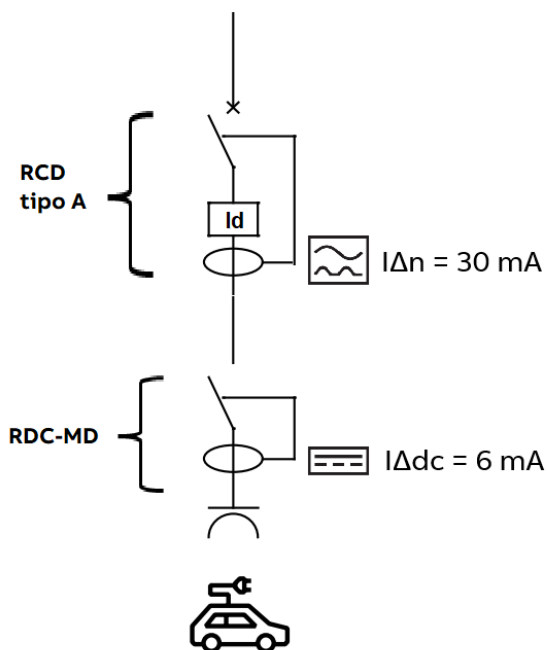 RCD
tipo A
Id
IΔn = 30 mA
RDC-MD
IΔdc = 6 mA